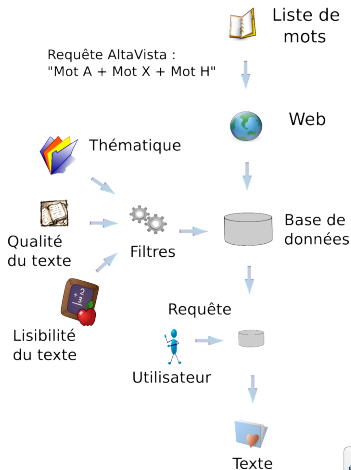 Liste de
mots
Requête AltaVista :
"Mot A + Mot X + Mot H"
Web
Thématique
Qualité
du texte
Filtres
Base de
données
Lisibilité
du texte
Requête
Utilisateur
Texte